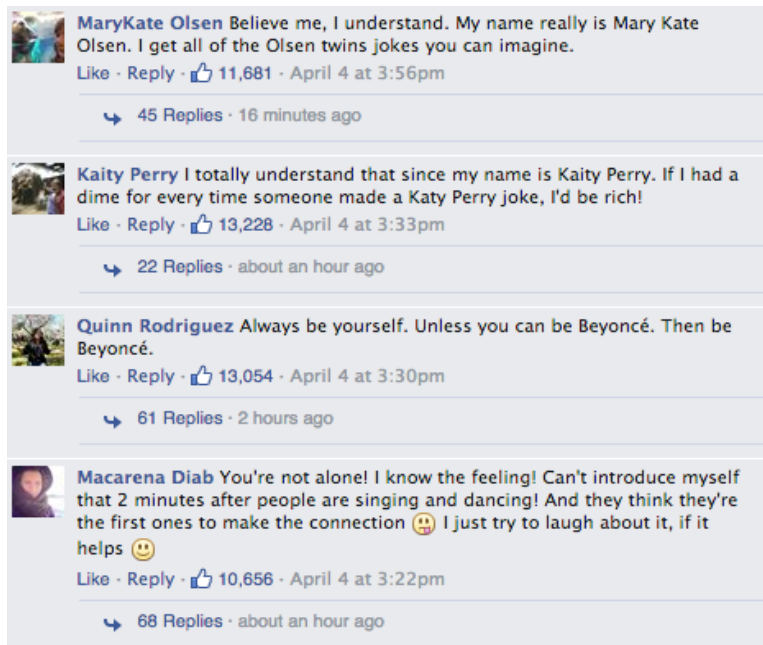 MaryKate Olsen Believe me, I understand. My name really is Mary Kate
Olsen. I get all of the Olsen twins jokes you can imagine.
Like · Reply · 11,681 · April 4 at 3:56pm
45 Replies · 16 minutes ago
Kaity Perry I totally understand that since my name is Kaity Perry. If I had a
dime for every time someone made a Katy Perry joke, I'd be rich!
Like · Reply · 13,228 · April 4 at 3:33pm
22 Replies · about an hour ago
Quinn Rodriguez Always be yourself. Unless you can be Beyoncé. Then be
Beyoncé.
Like · Reply · 13,054 · April 4 at 3:30pm
61 Replies · 2 hours ago
Macarena Diab You're not alone! I know the feeling! Can't introduce myself
that 2 minutes after people are singing and dancing! And they think they're
the first ones to make the connection 😜 I just try to laugh about it, if it
helps 🙂
Like · Reply · 10,656 · April 4 at 3:22pm
68 Replies · about an hour ago